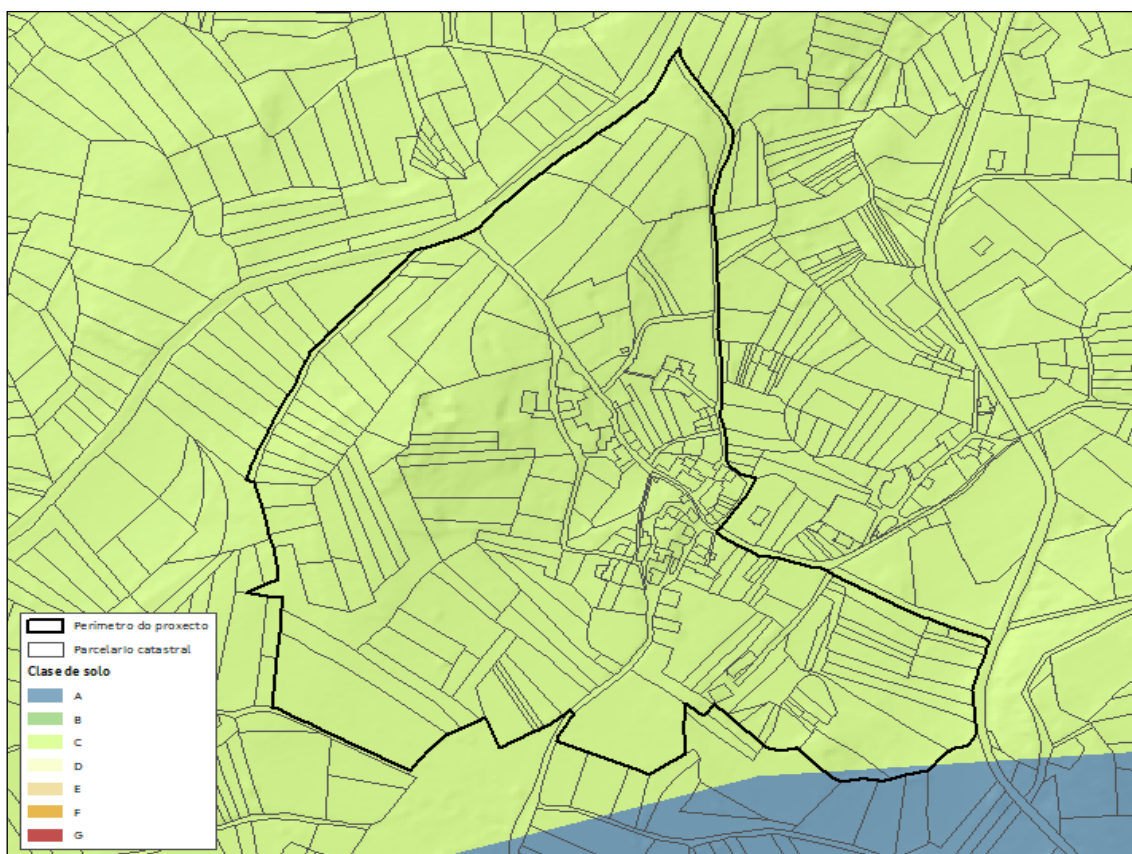 Perímetro do proxecto
Parcelario catastral
Clase de solo
A
B
C
D
E
F
G